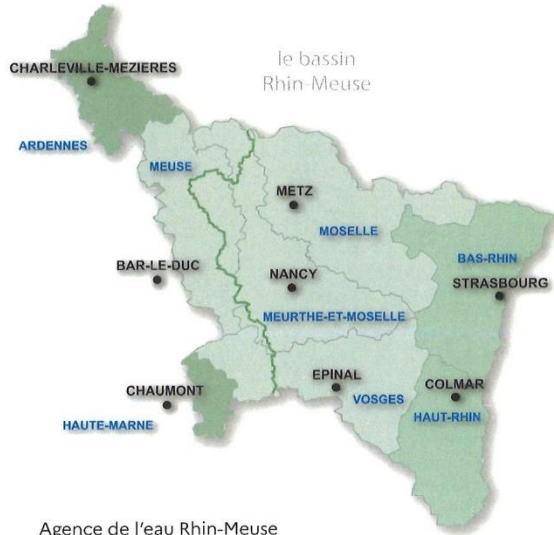 le bassin
Rhin-Meuse
CHARLEVILLE-MEZIERES
ARDENNES
MEUSE
METZ
MOSELLE
BAR-LE-DUC
NANCY
BAS-RHIN
STRASBOURG
MEURTHE-ET-MOSELLE
CHAUMONT
EPINAL
COLMAR
VOSGES
HAUT-RHIN
HAUTE-MARNE
Agence de l'eau Rhin-Meuse